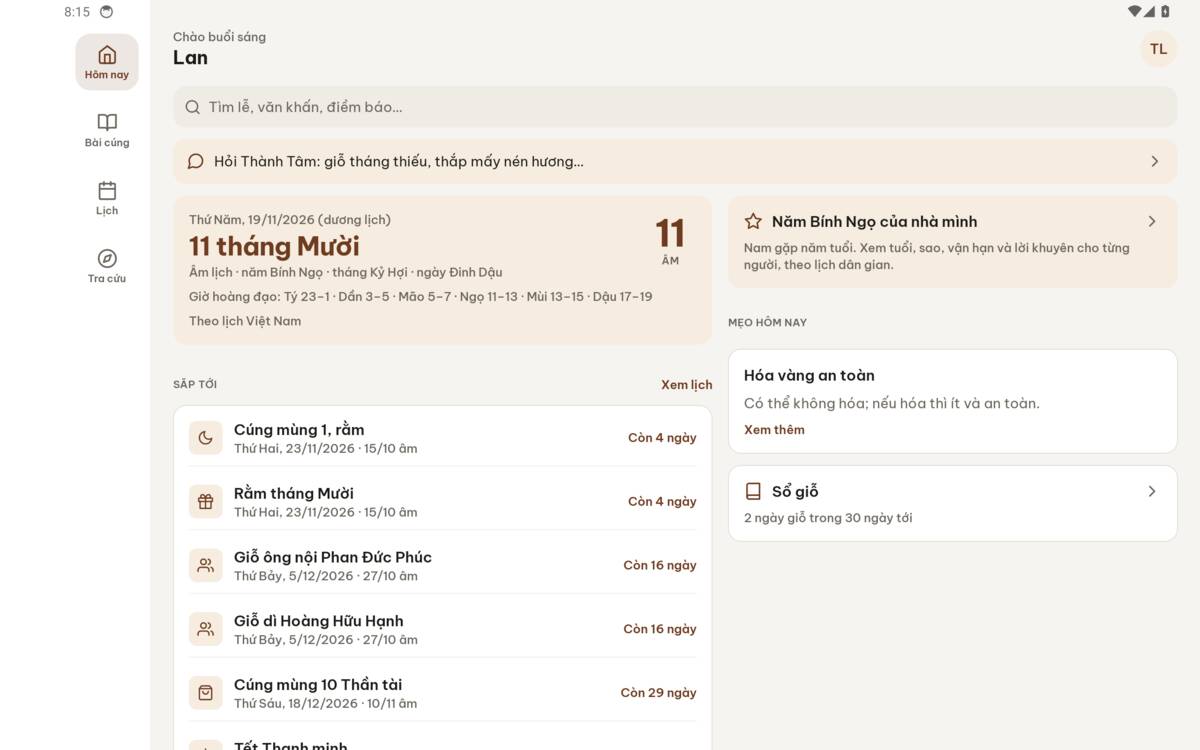 8:15
Hôm nay
Bài cúng
Lịch
Tra cứu
Chào buổi sáng
Lan
TL
Tìm lễ, văn khấn, điềm báo...
Hỏi Thành Tâm: giỗ tháng thiếu, thắp mấy nén hương...
Thứ Năm, 19/11/2026 (dương lịch)
11 tháng Mười
11
ÂM
Âm lịch · năm Bính Ngọ · tháng Kỷ Hợi · ngày Đinh Dậu
Giờ hoàng đạo: Tý 23–1 · Dần 3–5 · Mão 5–7 · Ngọ 11–13 · Mùi 13–15 · Dậu 17–19
Theo lịch Việt Nam
SẮP TỚI
Xem lịch
Cúng mùng 1, rằm
Thứ Hai, 23/11/2026 · 15/10 âm
Còn 4 ngày
Rằm tháng Mười
Thứ Hai, 23/11/2026 · 15/10 âm
Còn 4 ngày
Giỗ ông nội Phan Đức Phúc
Thứ Bảy, 5/12/2026 · 27/10 âm
Còn 16 ngày
Giỗ dì Hoàng Hữu Hạnh
Thứ Bảy, 5/12/2026 · 27/10 âm
Còn 16 ngày
Cúng mùng 10 Thần tài
Thứ Sáu, 18/12/2026 · 10/11 âm
Còn 29 ngày
Tết Thanh minh
Năm Bính Ngọ của nhà mình
Nam gặp năm tuổi. Xem tuổi, sao, vận hạn và lời khuyên cho từng
người, theo lịch dân gian.
MẸO HÔM NAY
Hóa vàng an toàn
Có thể không hóa; nếu hóa thì ít và an toàn.
Xem thêm
Sổ giỗ
2 ngày giỗ trong 30 ngày tới